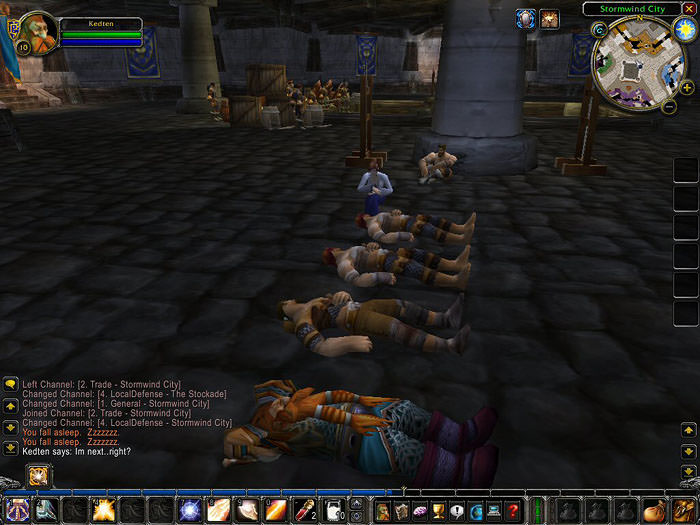 Kedten
10
Stormwind City
Left Channel: [2. Trade - Stormwind City]
Changed Channel: [4. LocalDefense - The Stockade]
Changed Channel: [1. General - Stormwind City]
Joined Channel: [2. Trade - Stormwind City]
Changed Channel: [4. LocalDefense - Stormwind City]
You fall asleep. Zzzzzzz.
You fall asleep. Zzzzzzz.
Kedten says: Im next..right?